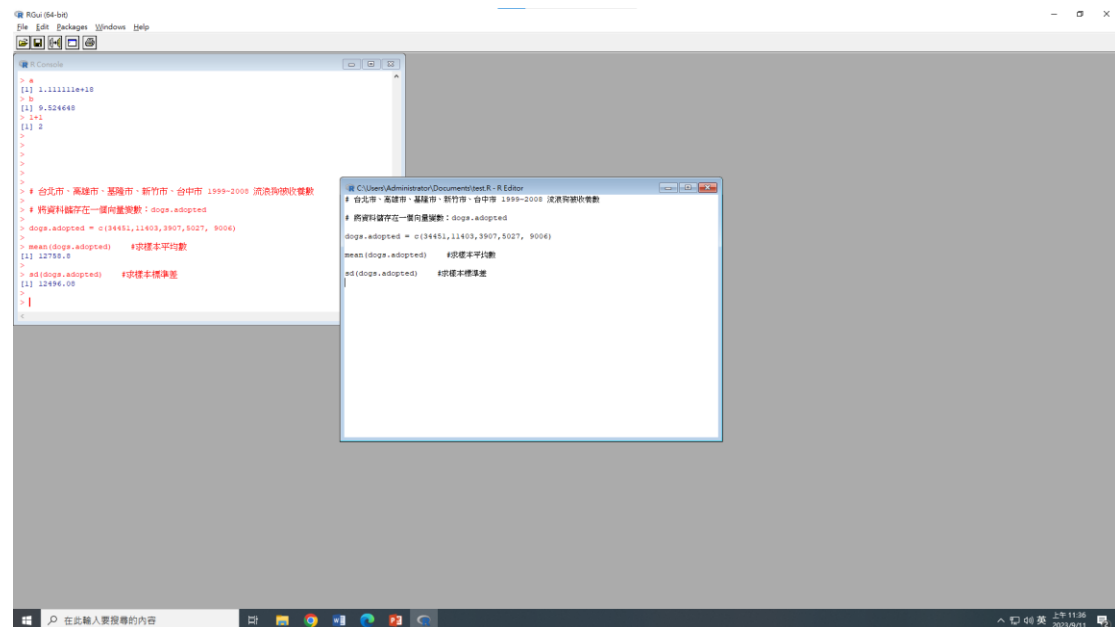 RGui (64-bit)
File Edit Packages Windows Help
R Console
> a
[1] 1.111111e+18
> b
[1] 9.524648
> 1+1
[1] 2
>
>
>
>
>
>
> # 台北市、高雄市、基隆市、新竹市、台中市 1999-2008 流浪狗被收養數
>
> # 將資料儲存在一個向量變數：dogs.adopted
>
> dogs.adopted = c(34451,11403,3907,5027, 9006)
>
> mean(dogs.adopted) #求樣本平均數
[1] 12758.8
>
> sd(dogs.adopted) #求樣本標準差
[1] 12496.08
>
>
C:\Users\Administrator\Documents\test.R - R Editor
# 台北市、高雄市、基隆市、新竹市、台中市 1999-2008 流浪狗被收養數
# 將資料儲存在一個向量變數：dogs.adopted
dogs.adopted = c(34451,11403,3907,5027, 9006)
mean(dogs.adopted) #求樣本平均數
sd(dogs.adopted) #求樣本標準差
在此輸入要搜尋的內容
英
上午 11:36
2023/9/11